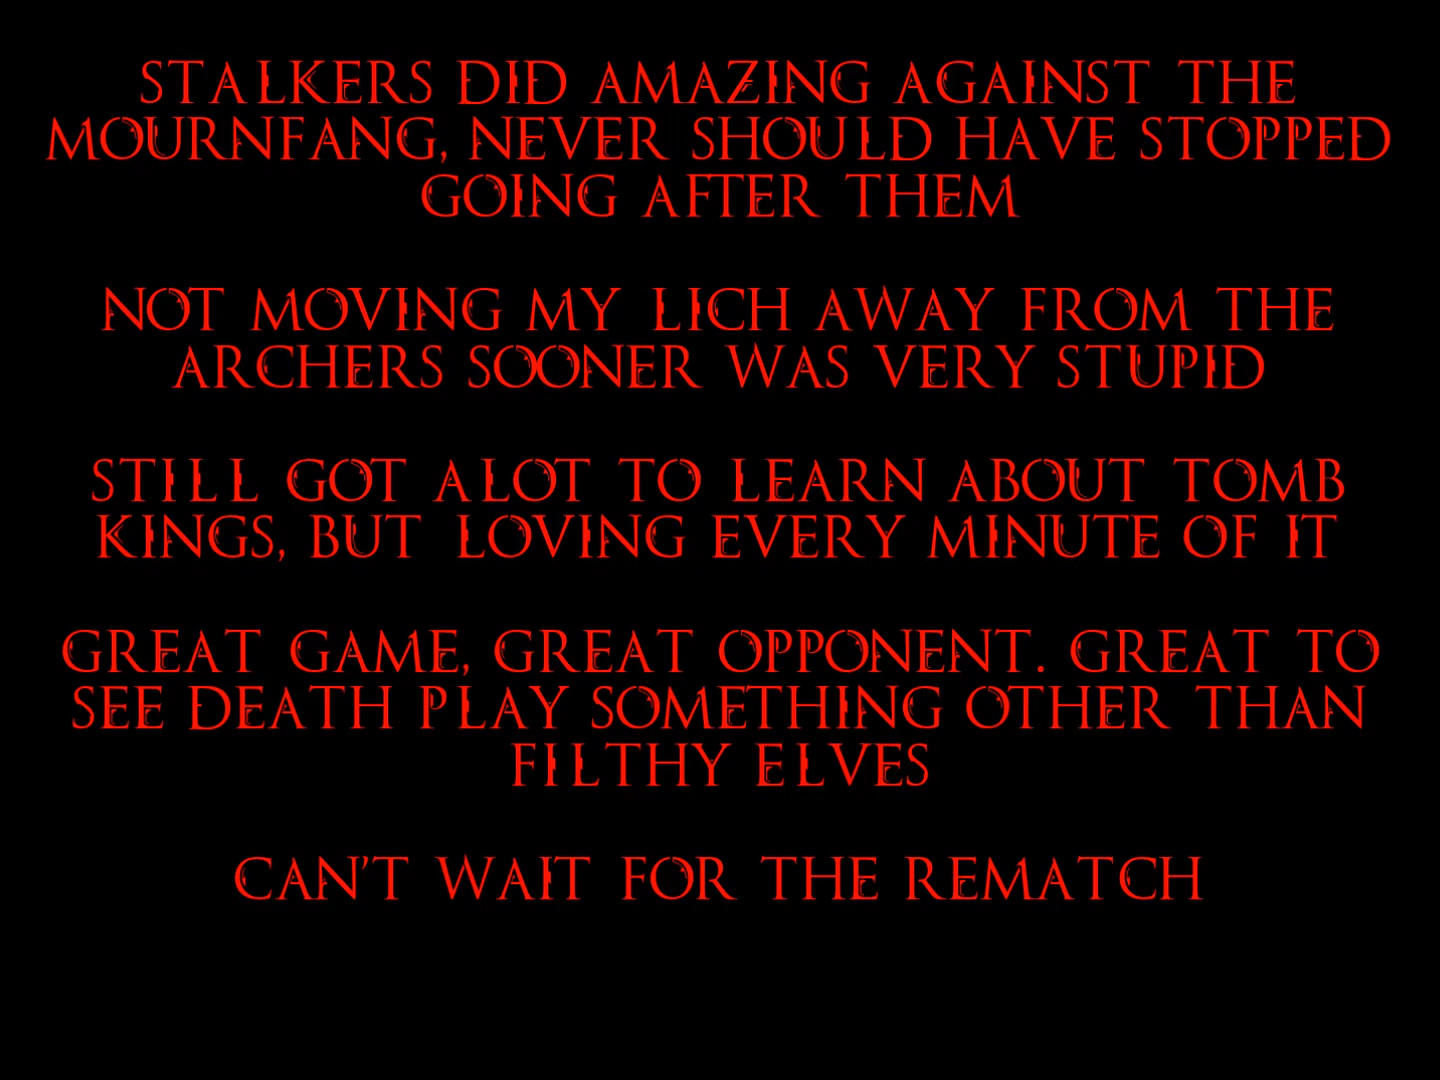 STALKERS DID AMAZING AGAINST THE
MOURNFANG, NEVER SHOULD HAVE STOPPED
GOING AFTER THEM
NOT MOVING MY LICH AWAY FROM THE
ARCHERS SOONER WAS VERY STUPID
STILL GOT ALOT TO LEARN ABOUT TOMB
KINGS, BUT LOVING EVERY MINUTE OF IT
GREAT GAME, GREAT OPPONENT. GREAT TO
SEE DEATH PLAY SOMETHING OTHER THAN
FILTHY ELVES
CAN'T WAIT FOR THE REMATCH